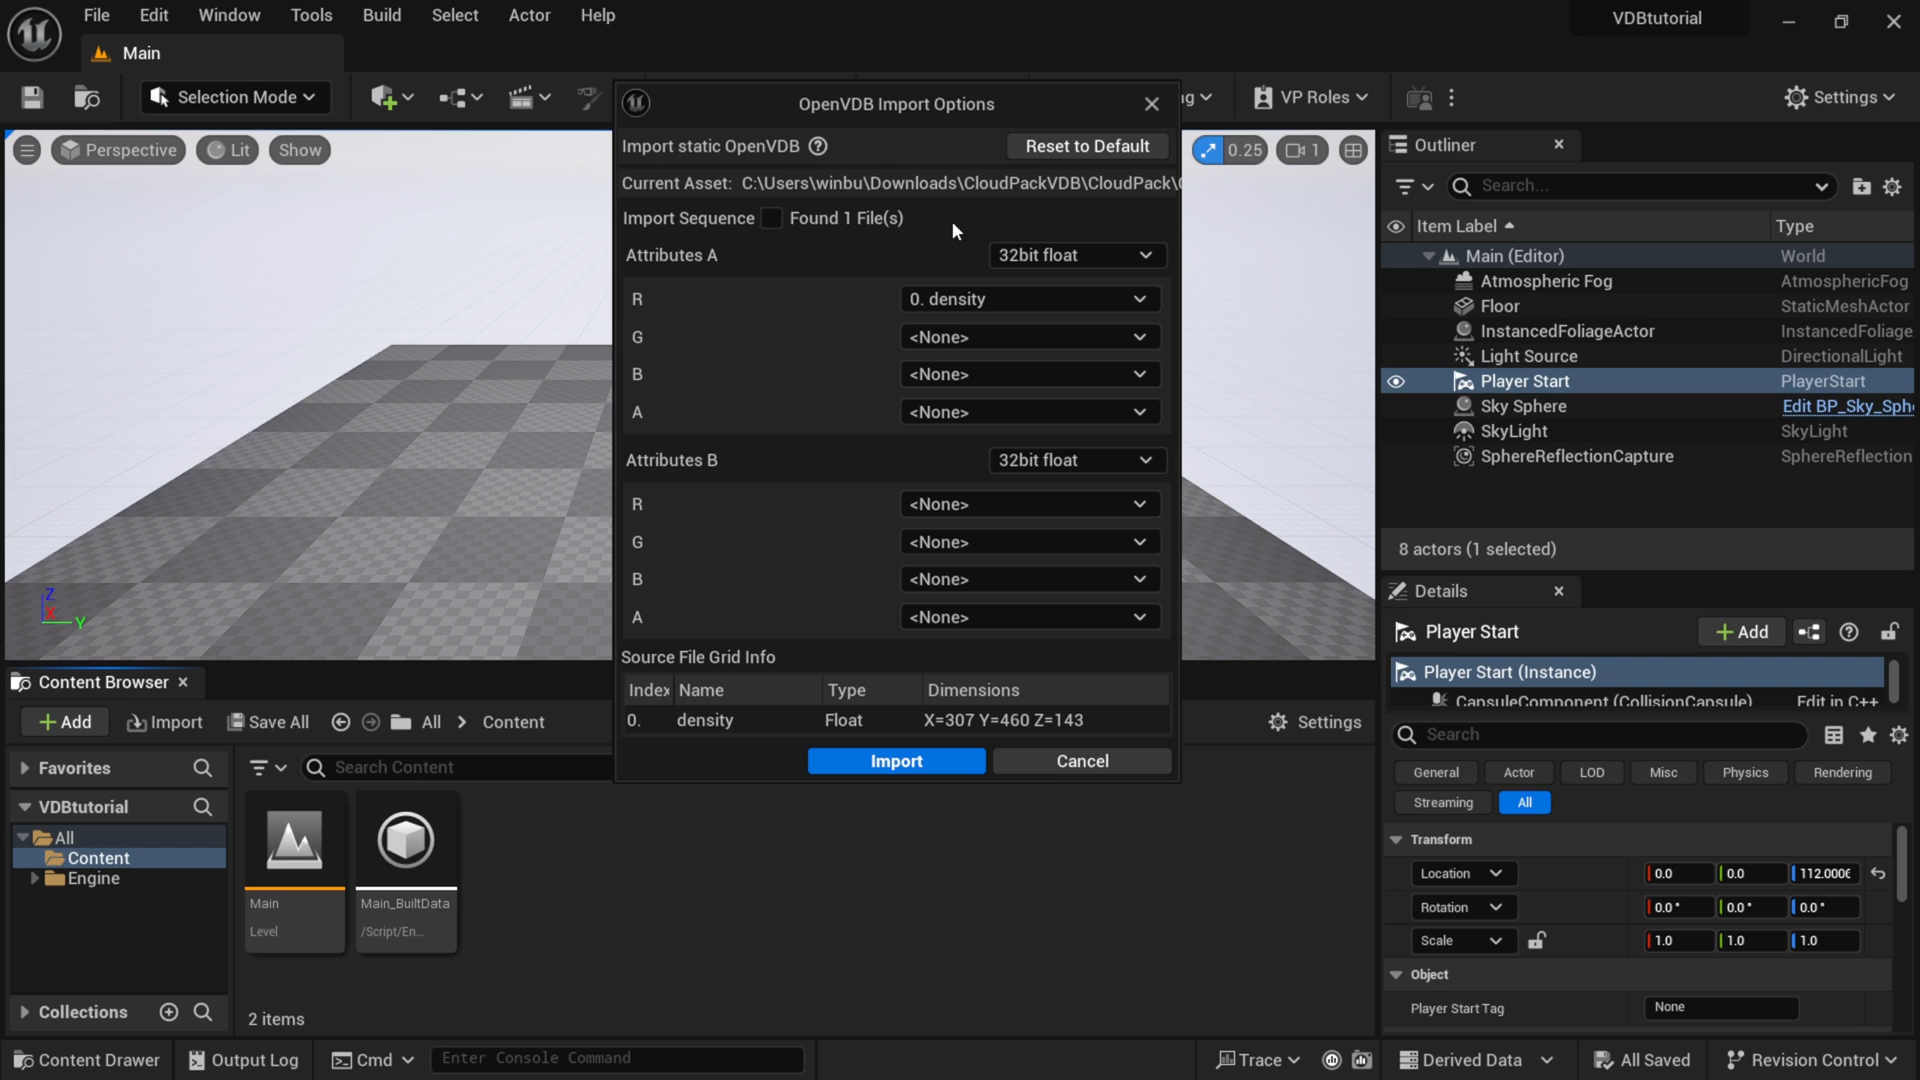 File Edit Window Tools Build Select Actor Help
VDBtutorial
Main
Selection Mode
VP Roles
Settings
OpenVDB Import Options
Import static OpenVDB
Reset to Default
Current Asset: C:\Users\winbu\Downloads\CloudPackVDB\CloudPack\
Import Sequence Found 1 File(s)
Attributes A 32bit float
R 0. density
G <None>
B <None>
A <None>
Attributes B 32bit float
R <None>
G <None>
B <None>
A <None>
Source File Grid Info
Index Name Type Dimensions
0. density Float X=307 Y=460 Z=143
Import Cancel
Perspective Lit Show
0.25 1
Z
X
Y
Outliner
Search...
Item Label Type
Main (Editor) World
Atmospheric Fog AtmosphericFog
Floor StaticMeshActor
InstancedFoliageActor InstancedFoliage
Light Source DirectionalLight
Player Start PlayerStart
Sky Sphere Edit BP_Sky_Sph
SkyLight SkyLight
SphereReflectionCapture SphereReflection
8 actors (1 selected)
Details
Player Start
Add
Player Start (Instance)
CapsuleComponent (CollisionCapsule) Edit in C++
Search
General Actor LOD Misc Physics Rendering
Streaming All
Transform
Location 0.0 0.0 112.000
Rotation 0.0° 0.0° 0.0°
Scale 1.0 1.0 1.0
Object
Player Start Tag None
Content Browser
Add Import Save All All Content
Settings
Favorites
Search Content
VDBtutorial
All
Content
Engine
Collections
Main
Level
Main_BuiltData
/Script/En...
2 items
Content Drawer Output Log Cmd Enter Console Command
Trace Derived Data All Saved Revision Control